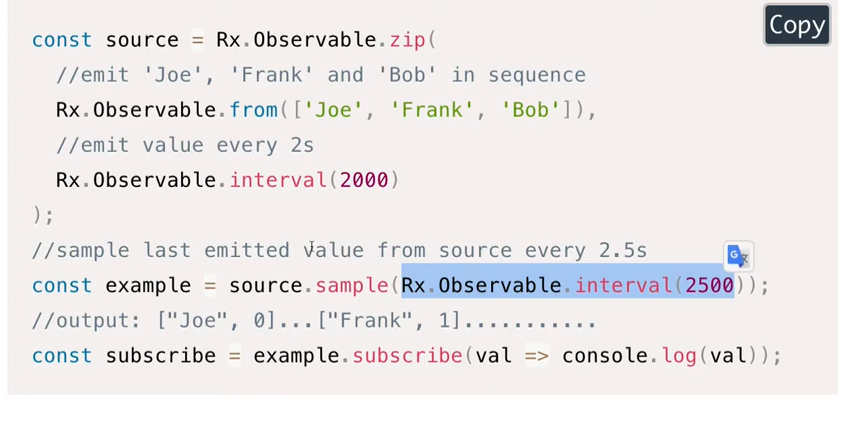 Copy
const source = Rx.Observable.zip(
//emit 'Joe', 'Frank' and 'Bob' in sequence
Rx.Observable.from(['Joe', 'Frank', 'Bob']),
//emit value every 2s
Rx.Observable.interval(2000)
);
//sample last emitted value from source every 2.5s
const example = source.sample(Rx.Observable.interval(2500));
//output: ["Joe", 0]...["Frank", 1]...........
const subscribe = example.subscribe(val => console.log(val));